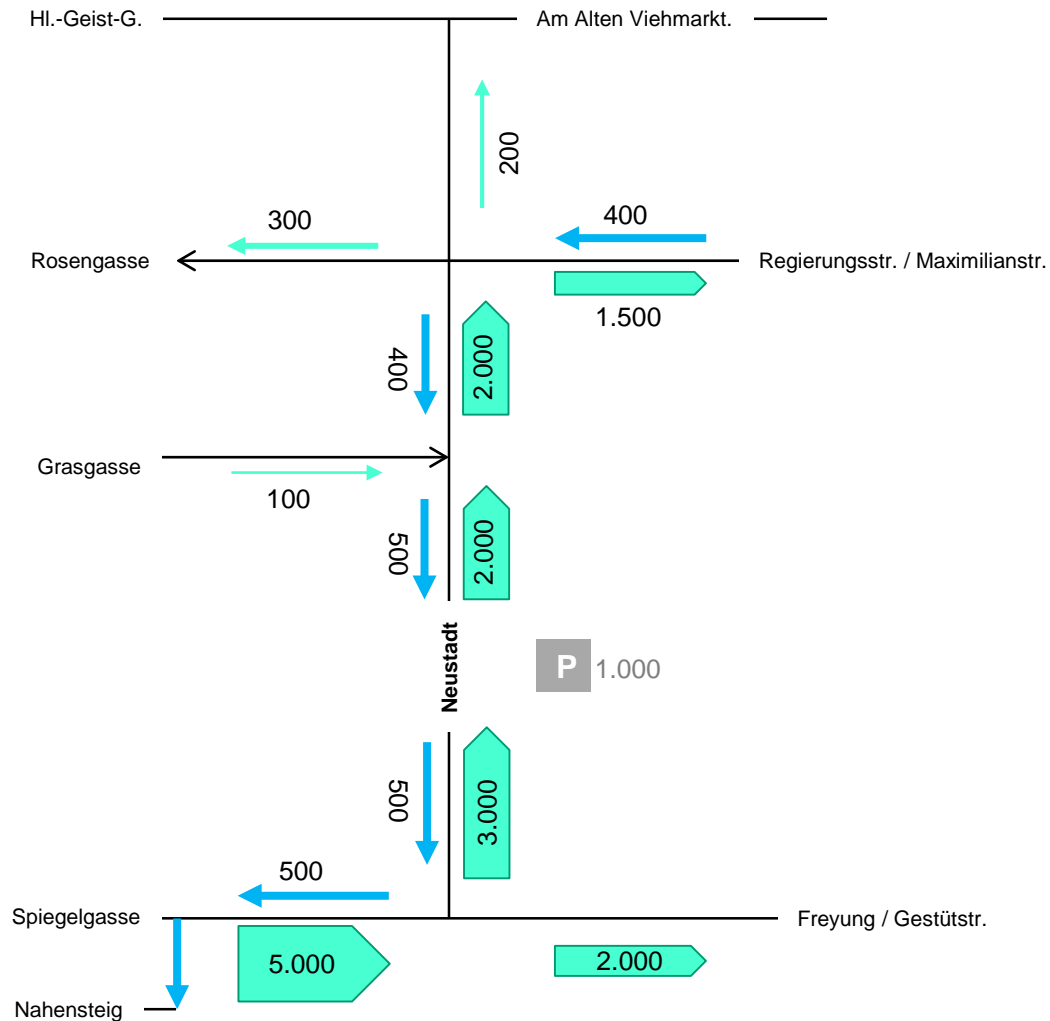 Hl.-Geist-G.
Am Alten Viehmarkt.
200
300
400
Rosengasse
Regierungsstr. / Maximilianstr.
1.500
400
2.000
Grasgasse
100
500
2.000
Neustadt
P 1.000
500
3.000
500
Spiegelgasse
Freyung / Gestütstr.
5.000
2.000
Nahensteig